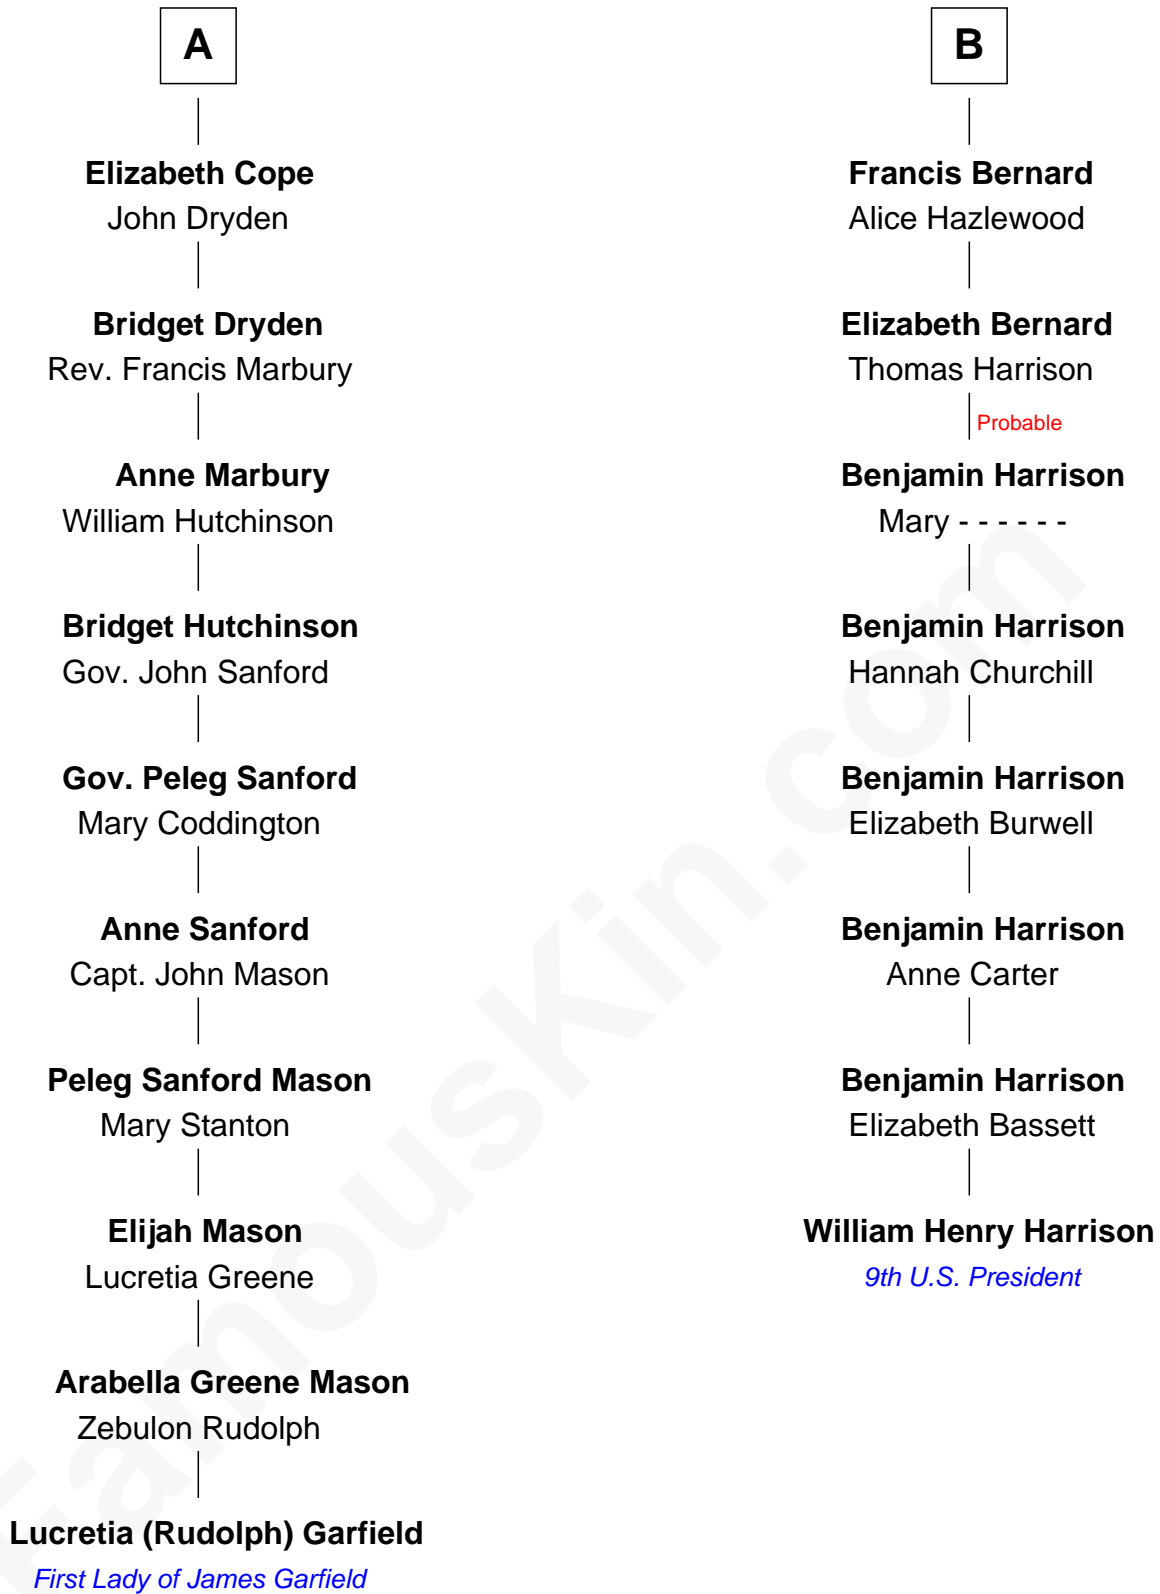 A
Elizabeth Cope
John Dryden
Bridget Dryden
Rev. Francis Marbury
Anne Marbury
William Hutchinson
Bridget Hutchinson
Gov. John Sanford
Gov. Peleg Sanford
Mary Coddington
Anne Sanford
Capt. John Mason
Peleg Sanford Mason
Mary Stanton
Elijah Mason
Lucretia Greene
Arabella Greene Mason
Zebulon Rudolph
Lucretia (Rudolph) Garfield
First Lady of James Garfield
B
Francis Bernard
Alice Hazlewood
Elizabeth Bernard
Thomas Harrison
Probable
Benjamin Harrison
Mary - - - - - -
Benjamin Harrison
Hannah Churchill
Benjamin Harrison
Elizabeth Burwell
Benjamin Harrison
Anne Carter
Benjamin Harrison
Elizabeth Bassett
William Henry Harrison
9th U.S. President
FamousKin.com